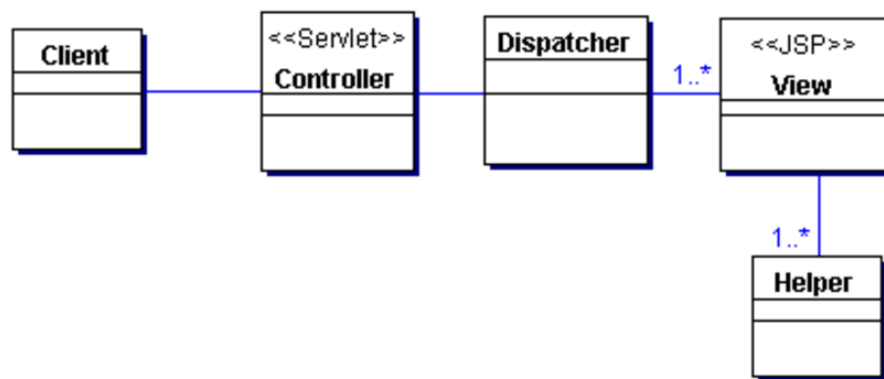 Client
<<Servlet>>
Controller
Dispatcher
1..*
<<JSP>>
View
1..*
Helper